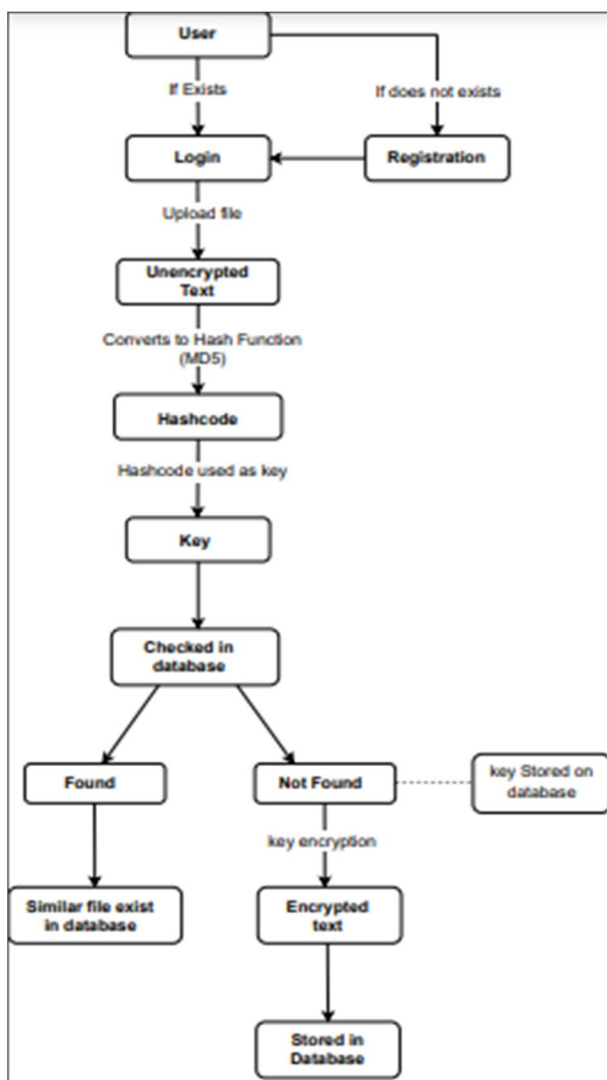 User
If Exists
If does not exists
Login
Registration
Upload file
Unencrypted
Text
Converts to Hash Function
(MD5)
Hashcode
Hashcode used as key
Key
Checked in
database
Found
Not Found
key Stored on
database
key encryption
Similar file exist
in database
Encrypted
text
Stored in
Database